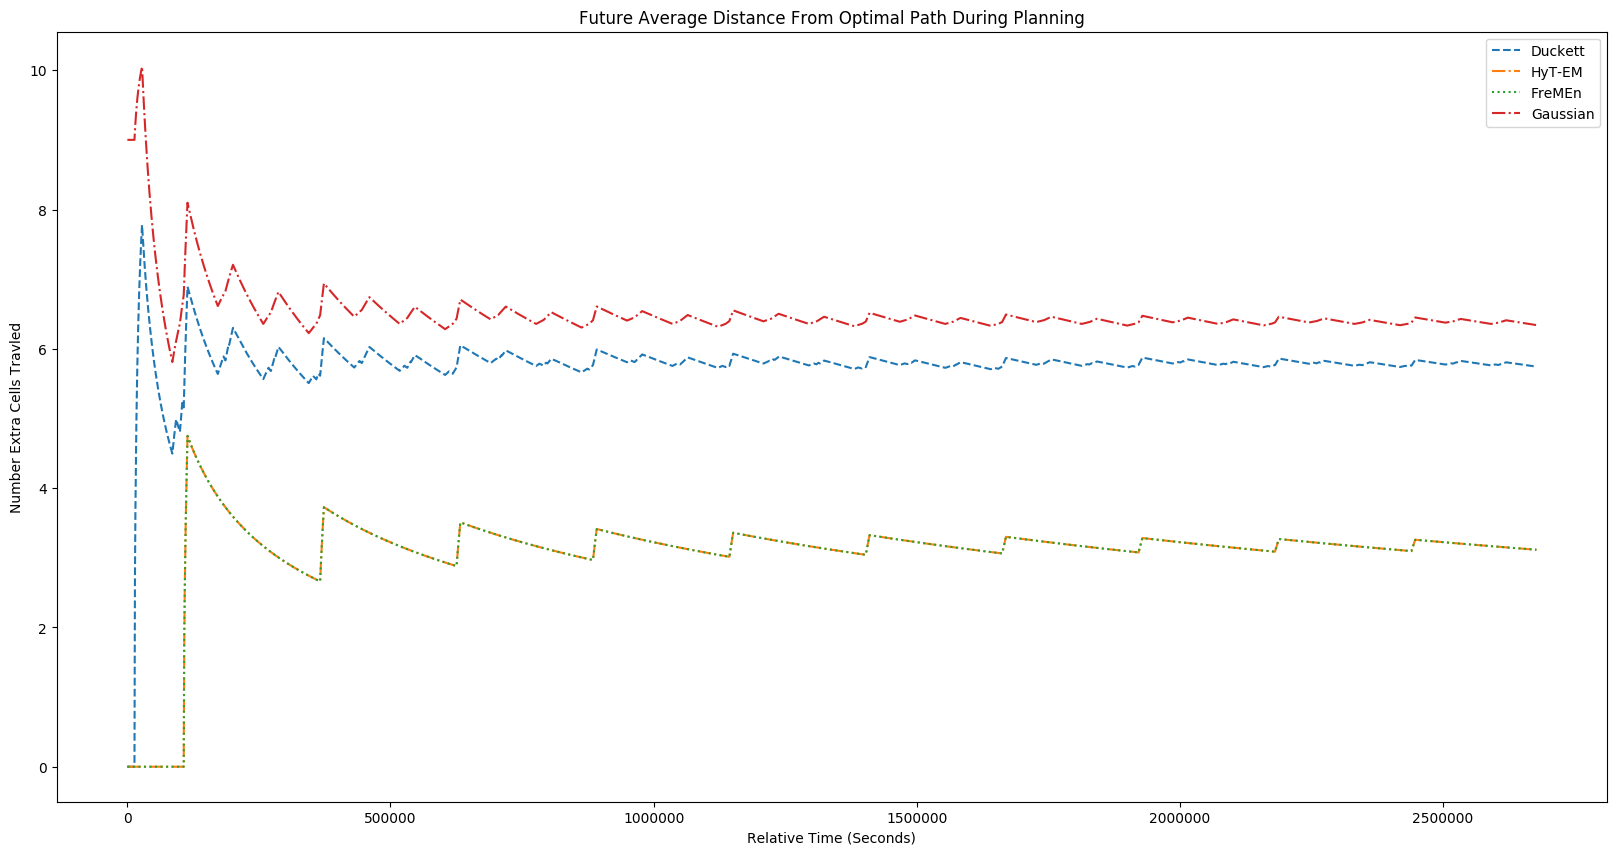 Future Average Distance From Optimal Path During Planning
Duckett
HyT-EM
FreMEn
Gaussian
Number Extra Cells Travled
10
8
6
4
2
0
0
500000
1000000
1500000
2000000
2500000
Relative Time (Seconds)